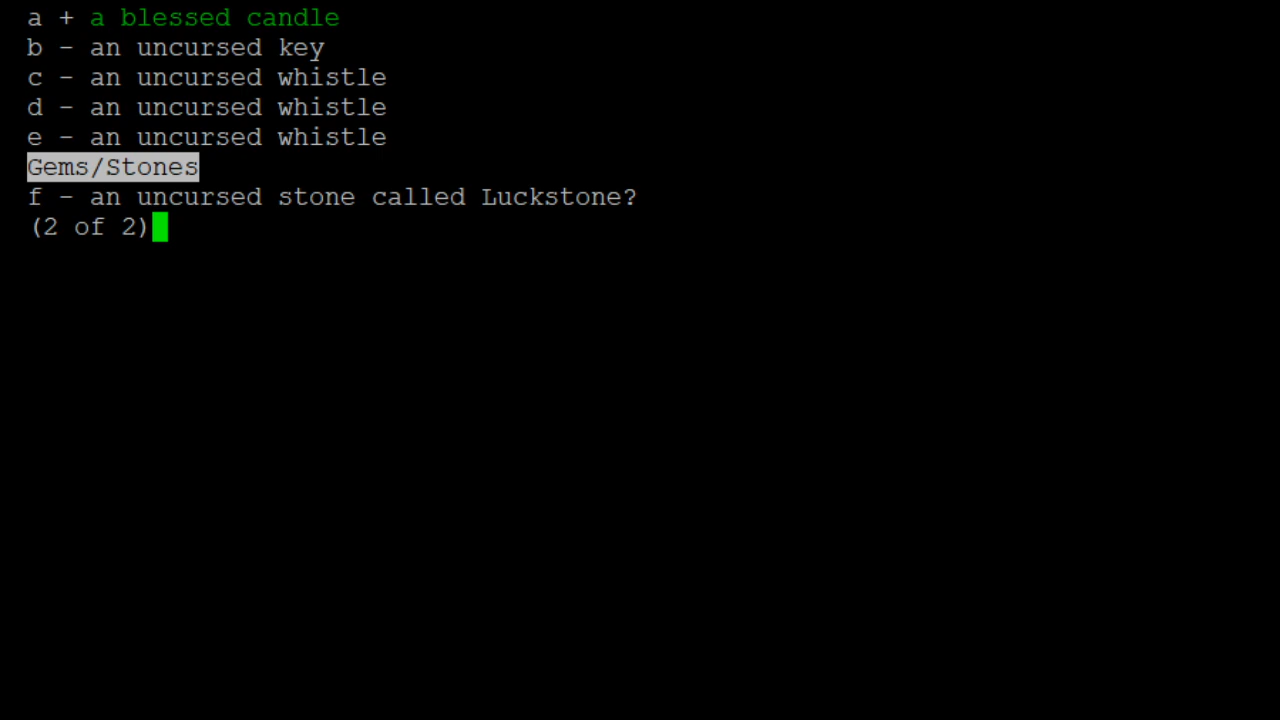 a + a blessed candle
b - an uncursed key
c - an uncursed whistle
d - an uncursed whistle
e - an uncursed whistle
Gems/Stones
f - an uncursed stone called Luckstone?
(2 of 2)